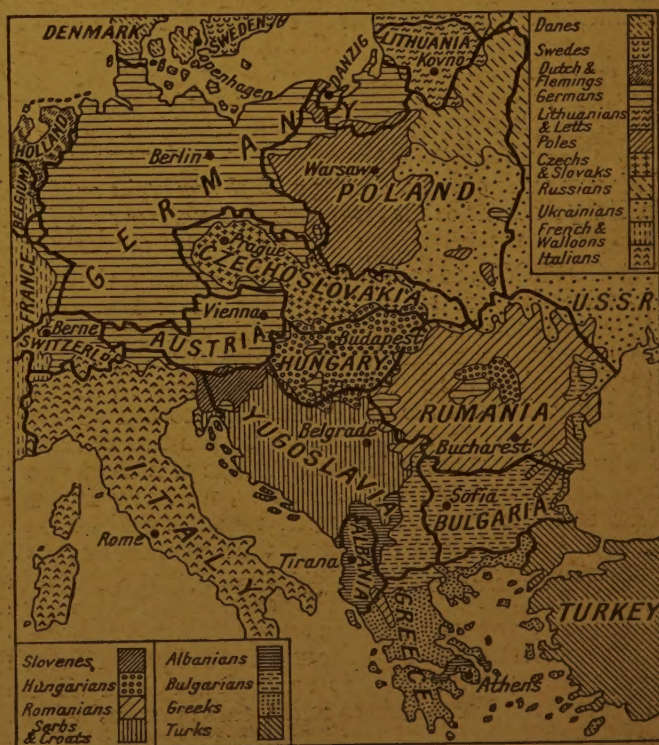 DENMARK
SWEDEN
Copenhagen
DANZIG
LITHUANIA
Kovno
HOLLAND
BELGIUM
Berlin
GERMANY
Warsaw
POLAND
Prague
CZECHOSLOVAKIA
FRANCE
Vienna
AUSTRIA
Berne
SWITZERLD
Budapest
HUNGARY
U.S.S.R
RUMANIA
Bucharest
Belgrade
YUGOSLAVIA
Sofia
BULGARIA
ITALY
Rome
Tirana
ALBANIA
GREECE
Athens
TURKEY
Danes
Swedes
Dutch &
Flemings
Germans
Lithuanians
& Letts
Poles
Czechs
& Slovaks
Russians
Ukrainians
French &
Walloons
Italians
Slovenes
Hungarians
Romanians
Serbs
& Croats
Albanians
Bulgarians
Greeks
Turks